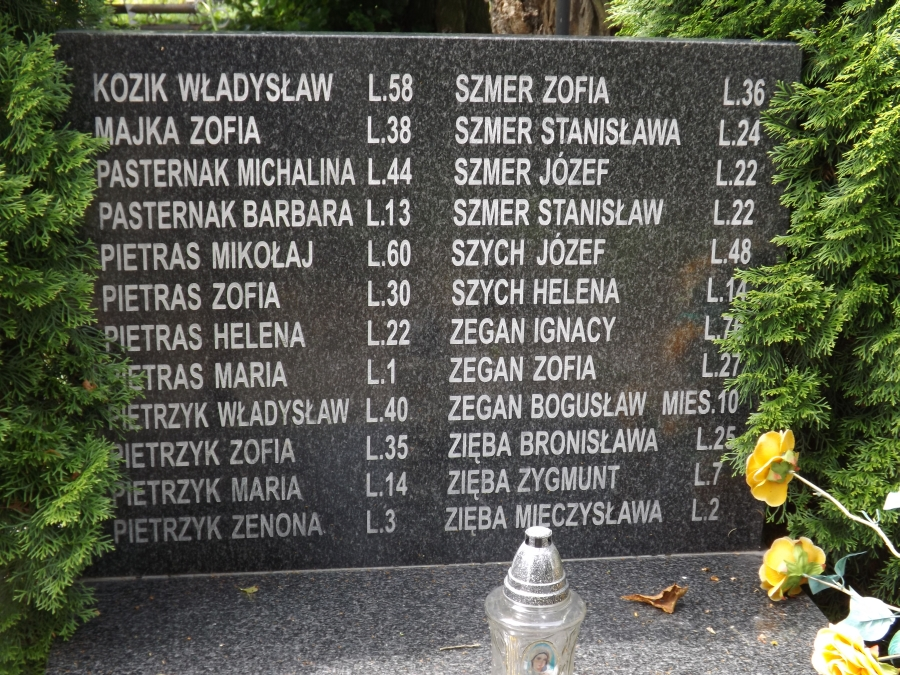 KOZIK WŁADYSŁAW L.58
MAJKA ZOFIA L.38
PASTERNAK MICHALINA L.44
PASTERNAK BARBARA L.13
PIETRAS MIKOŁAJ L.60
PIETRAS ZOFIA L.30
PIETRAS HELENA L.22
PIETRAS MARIA L.1
PIETRZYK WŁADYSŁAW L.40
PIETRZYK ZOFIA L.35
PIETRZYK MARIA L.14
PIETRZYK ZENONA L.3
SZMER ZOFIA L.36
SZMER STANISŁAWA L.24
SZMER JÓZEF L.22
SZMER STANISŁAW L.22
SZYCH JÓZEF L.48
SZYCH HELENA L.14
ZEGAN IGNACY L.76
ZEGAN ZOFIA L.27
ZEGAN BOGUSŁAW MIES.10
ZIĘBA BRONISŁAWA L.25
ZIĘBA ZYGMUNT L.7
ZIĘBA MIECZYSŁAWA L.2